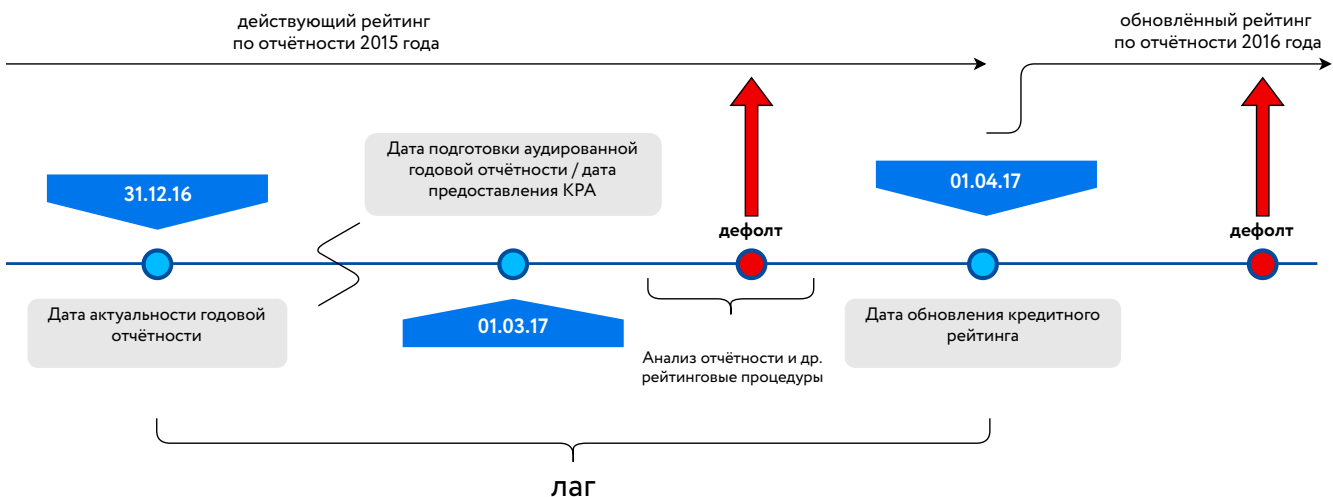 действующий рейтинг
по отчётности 2015 года
обновлённый рейтинг
по отчётности 2016 года
Дата подготовки аудированной
годовой отчётности / дата
предоставления КРА
31.12.16
01.04.17
дефолт
дефолт
Дата актуальности годовой
отчётности
01.03.17
Дата обновления кредитного
рейтинга
Анализ отчётности и др.
рейтинговые процедуры
лаг